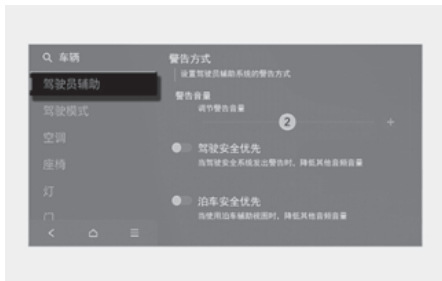 车辆
警告方式
设置驾驶员辅助系统的警告方式
驾驶员辅助
警告音量
调节警告音量
驾驶模式
2
+
空调
驾驶安全优先
当驾驶安全系统发出警告时，降低其他音频音量
座椅
灯
泊车安全优先
当使用泊车辅助视图时，降低其他音频音量
门